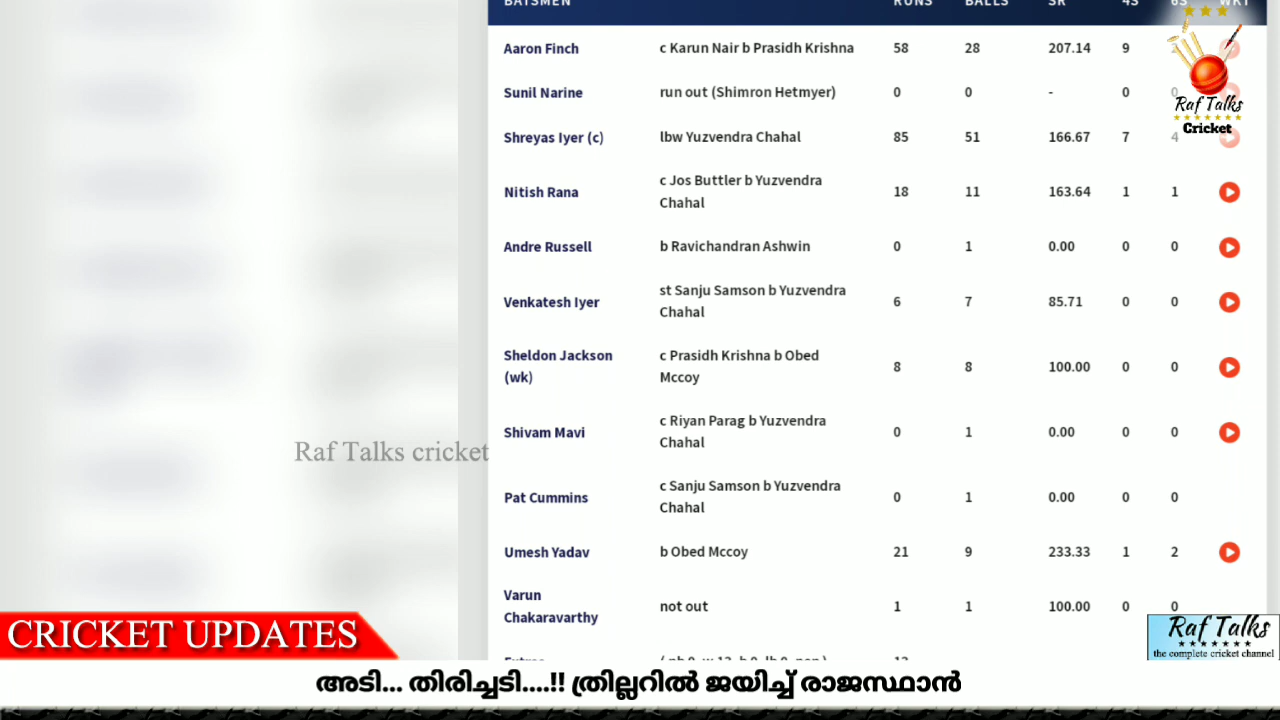 BATSMEN RUNS BALLS SR 4S 6S WKT
Aaron Finch c Karun Nair b Prasidh Krishna 58 28 207.14 9
Sunil Narine run out (Shimron Hetmyer) 0 0 - 0 0
Shreyas Iyer (c) lbw Yuzvendra Chahal 85 51 166.67 7 4
Raf Talks
Cricket
Nitish Rana c Jos Buttler b Yuzvendra
Chahal 18 11 163.64 1 1
Andre Russell b Ravichandran Ashwin 0 1 0.00 0 0
Venkatesh Iyer st Sanju Samson b Yuzvendra
Chahal 6 7 85.71 0 0
Sheldon Jackson
(wk) c Prasidh Krishna b Obed
Mccoy 8 8 100.00 0 0
Shivam Mavi c Riyan Parag b Yuzvendra
Chahal 0 1 0.00 0 0
Raf Talks cricket
Pat Cummins c Sanju Samson b Yuzvendra
Chahal 0 1 0.00 0 0
Umesh Yadav b Obed Mccoy 21 9 233.33 1 2
Varun
Chakaravarthy not out 1 1 100.00 0 0
CRICKET UPDATES
Raf Talks
the complete cricket channel
അടി... തിരിച്ചടി....!! ത്രില്ലറിൽ ജയിച്ച് രാജസ്ഥാൻ